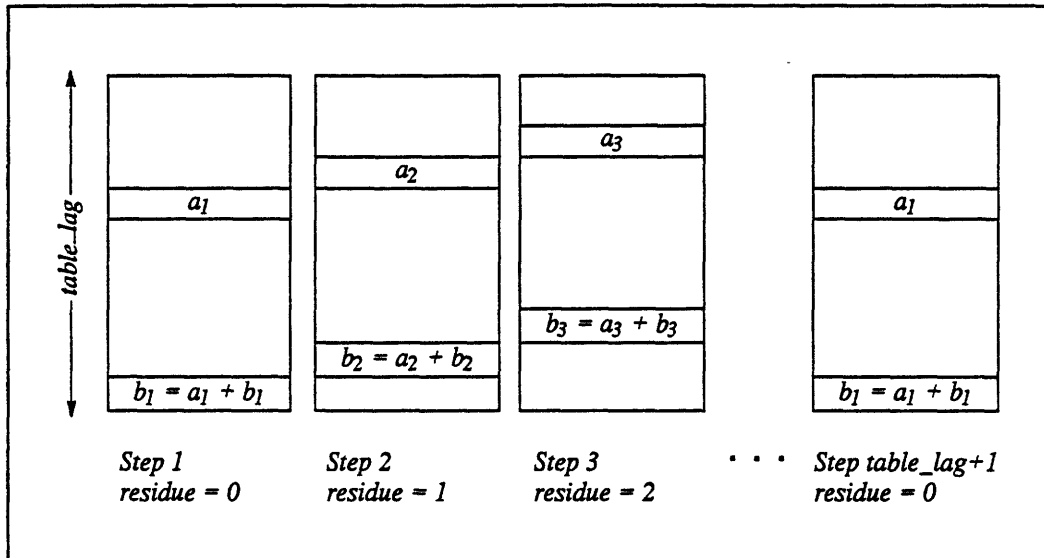 table_lag
a1
b1 = a1 + b1
Step 1
residue = 0
a2
b2 = a2 + b2
Step 2
residue = 1
a3
b3 = a3 + b3
Step 3
residue = 2
. . .
a1
b1 = a1 + b1
Step table_lag+1
residue = 0